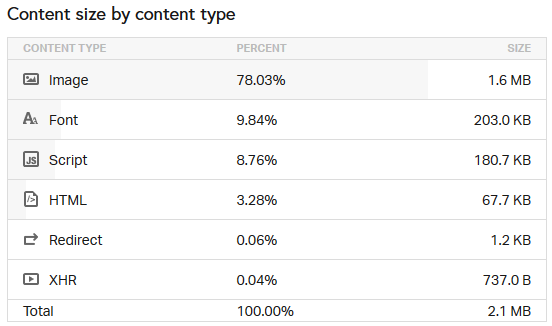 Content size by content type
CONTENT TYPE PERCENT SIZE
Image 78.03% 1.6 MB
Font 9.84% 203.0 KB
JS Script 8.76% 180.7 KB
HTML 3.28% 67.7 KB
Redirect 0.06% 1.2 KB
XHR 0.04% 737.0 B
Total 100.00% 2.1 MB